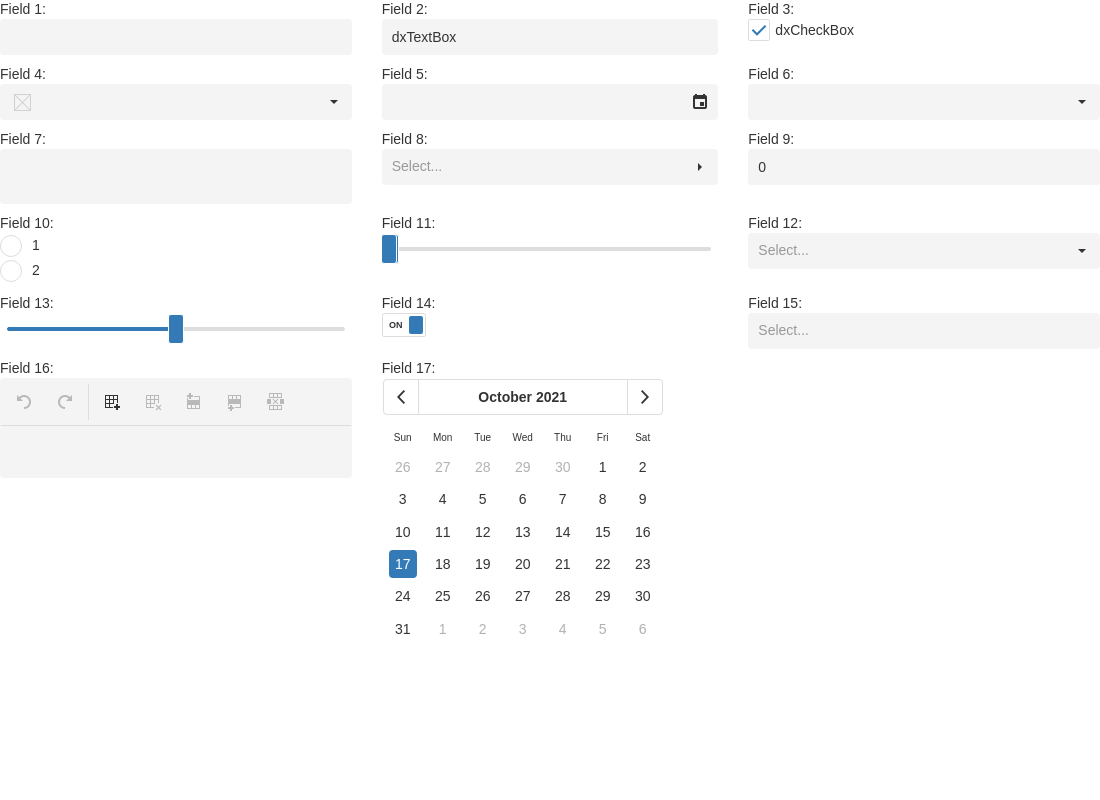 Field 1:
Field 2:
dxTextBox
Field 3:
dxCheckBox
Field 4:
Field 5:
Field 6:
Field 7:
Field 8:
Select...
Field 9:
0
Field 10:
1
2
Field 11:
Field 12:
Select...
Field 13:
Field 14:
ON
Field 15:
Select...
Field 16:
Field 17:
October 2021
Sun Mon Tue Wed Thu Fri Sat
26 27 28 29 30 1 2
3 4 5 6 7 8 9
10 11 12 13 14 15 16
17 18 19 20 21 22 23
24 25 26 27 28 29 30
31 1 2 3 4 5 6